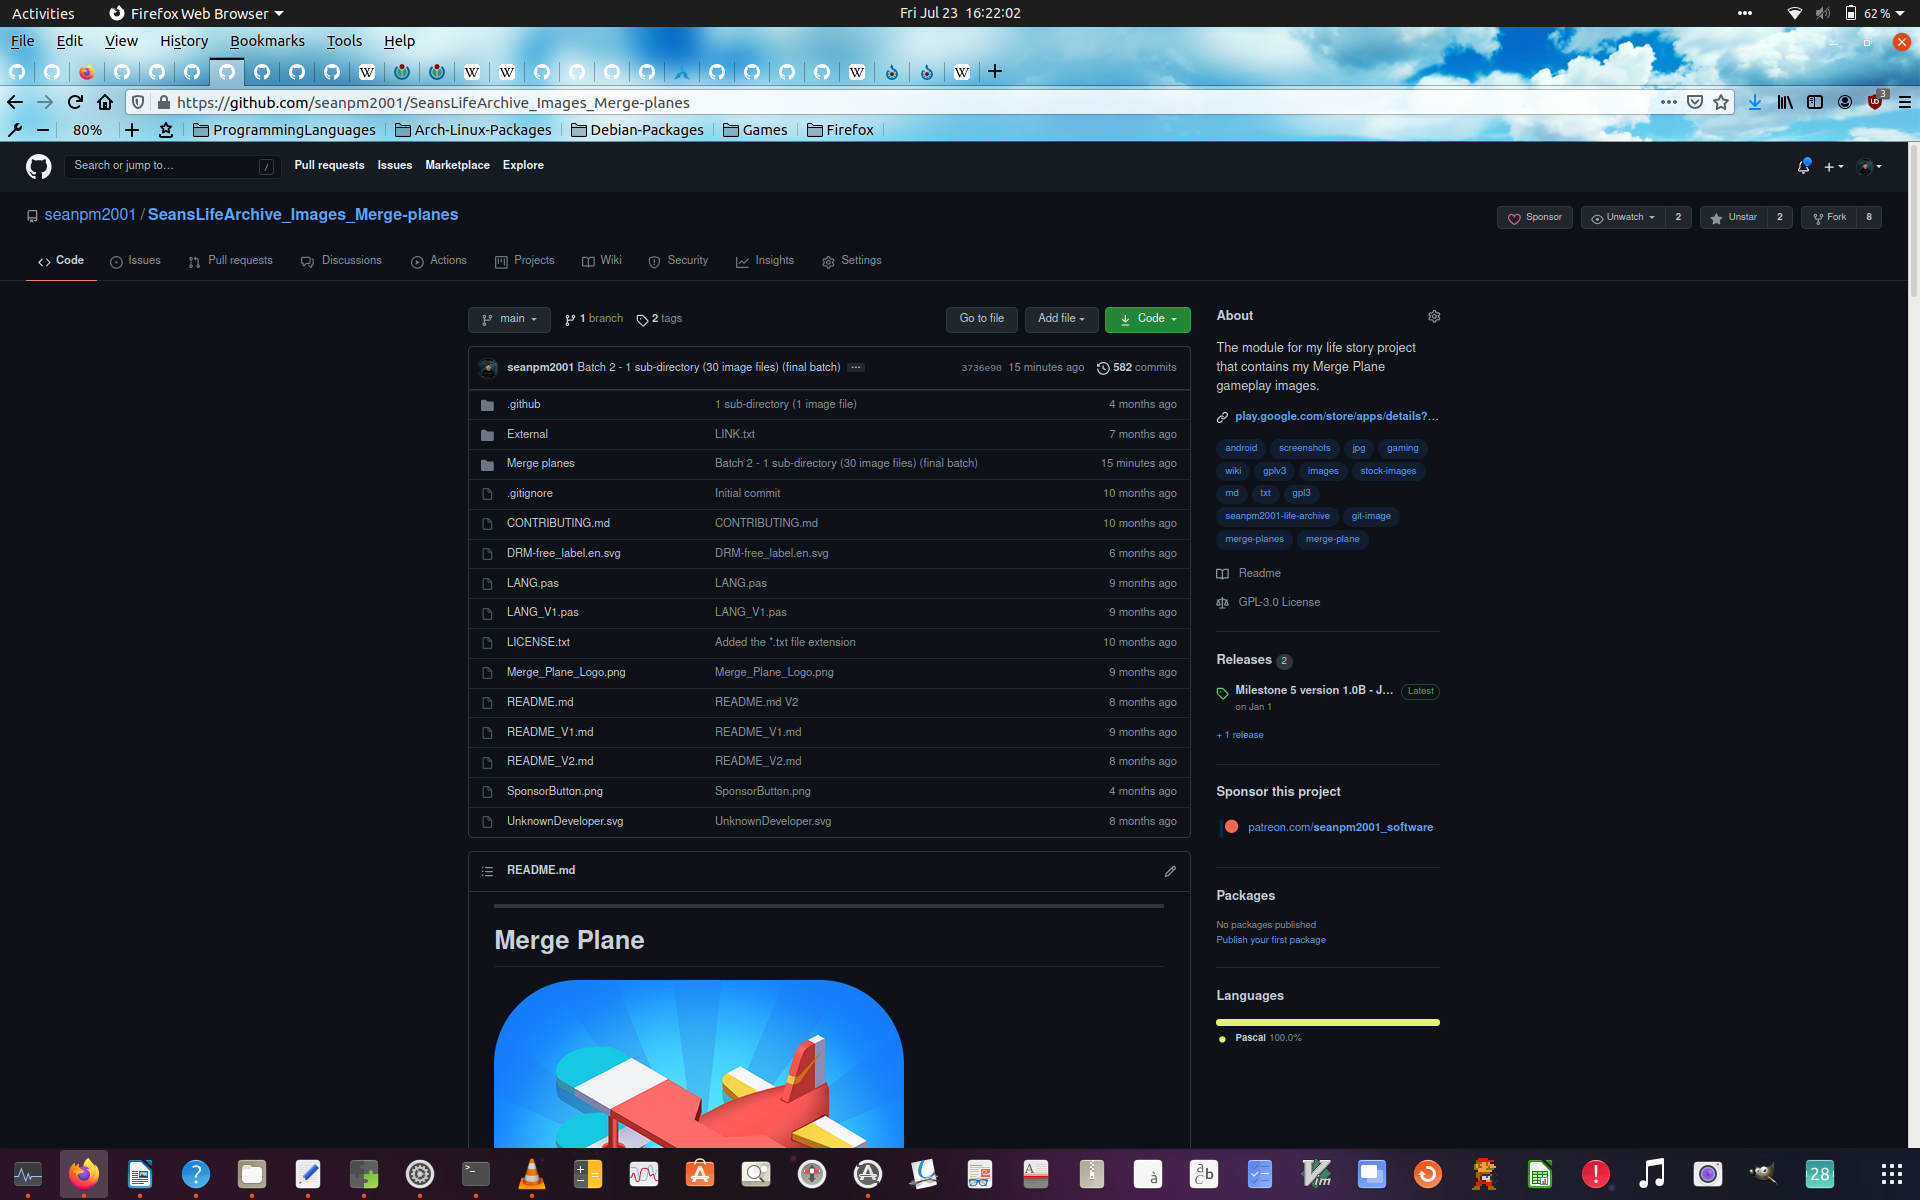 Activities Firefox Web Browser Fri Jul 23 16:22:02 62 %
File Edit View History Bookmarks Tools Help
https://github.com/seanpm2001/SeansLifeArchive_Images_Merge-planes 3
80% ProgrammingLanguages Arch-Linux-Packages Debian-Packages Games Firefox
Search or jump to... / Pull requests Issues Marketplace Explore
seanpm2001 / SeansLifeArchive_Images_Merge-planes Sponsor Unwatch 2 Unstar 2 Fork 8
Code Issues Pull requests Discussions Actions Projects Wiki Security Insights Settings
main 1 branch 2 tags Go to file Add file Code
seanpm2001 Batch 2 - 1 sub-directory (30 image files) (final batch) ... 3736e90 15 minutes ago 582 commits
.github 1 sub-directory (1 image file) 4 months ago
External LINK.txt 7 months ago
Merge planes Batch 2 - 1 sub-directory (30 image files) (final batch) 15 minutes ago
.gitignore Initial commit 10 months ago
CONTRIBUTING.md CONTRIBUTING.md 10 months ago
DRM-free_label.en.svg DRM-free_label.en.svg 6 months ago
LANG.pas LANG.pas 9 months ago
LANG_V1.pas LANG_V1.pas 9 months ago
LICENSE.txt Added the *.txt file extension 10 months ago
Merge_Plane_Logo.png Merge_Plane_Logo.png 9 months ago
README.md README.md V2 8 months ago
README_V1.md README_V1.md 9 months ago
README_V2.md README_V2.md 8 months ago
SponsorButton.png SponsorButton.png 4 months ago
UnknownDeveloper.svg UnknownDeveloper.svg 8 months ago
README.md
Merge Plane
About
The module for my life story project
that contains my Merge Plane
gameplay images.
play.google.com/store/apps/details?...
android screenshots jpg gaming
wiki gplv3 images stock-images
md txt gpl3
seanpm2001-life-archive git-image
merge-planes merge-plane
Readme
GPL-3.0 License
Releases 2
Milestone 5 version 1.0B - J... Latest
on Jan 1
+ 1 release
Sponsor this project
patreon.com/seanpm2001_software
Packages
No packages published
Publish your first package
Languages
Pascal 100.0%
28